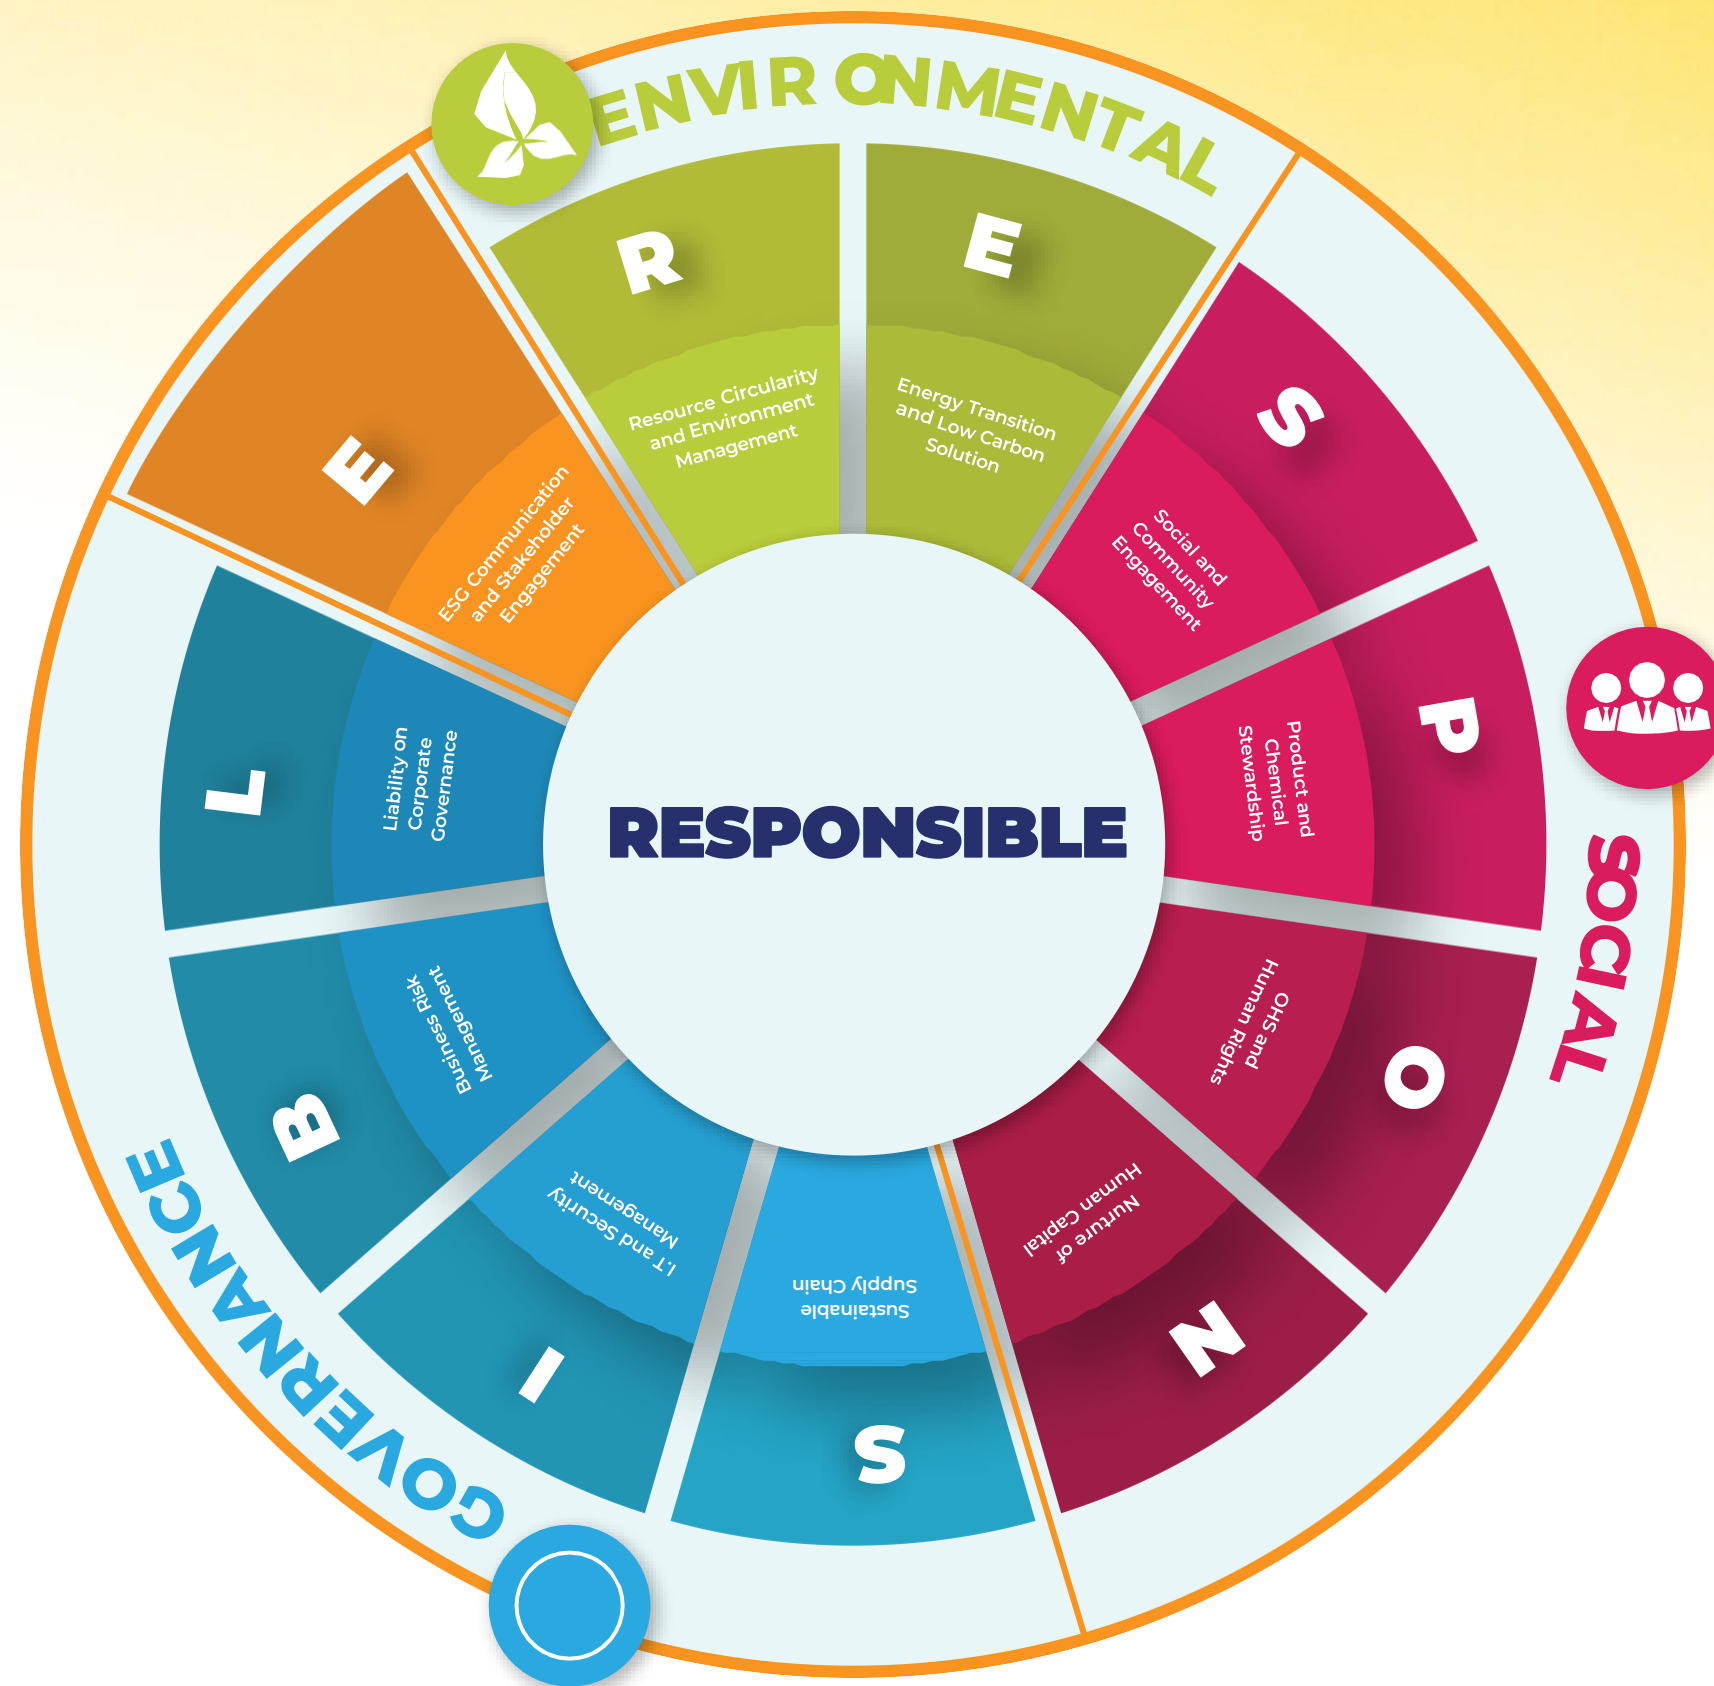 ENVIRONMENTAL
R
Resource Circularity
and Environment
Management
E
Energy Transition
and Low Carbon
Solution
SOCIAL
S
Social and
Community
Engagement
P
Product and
Chemical
Stewardship
O
OHS and
Human Rights
N
Nurture of
Human Capital
GOVERNANCE
S
Sustainable
Supply Chain
I
I.T and Security
Management
B
Business Risk
Management
L
Liability on
Corporate
Governance
E
ESG Communication
and Stakeholder
Engagement
RESPONSIBLE